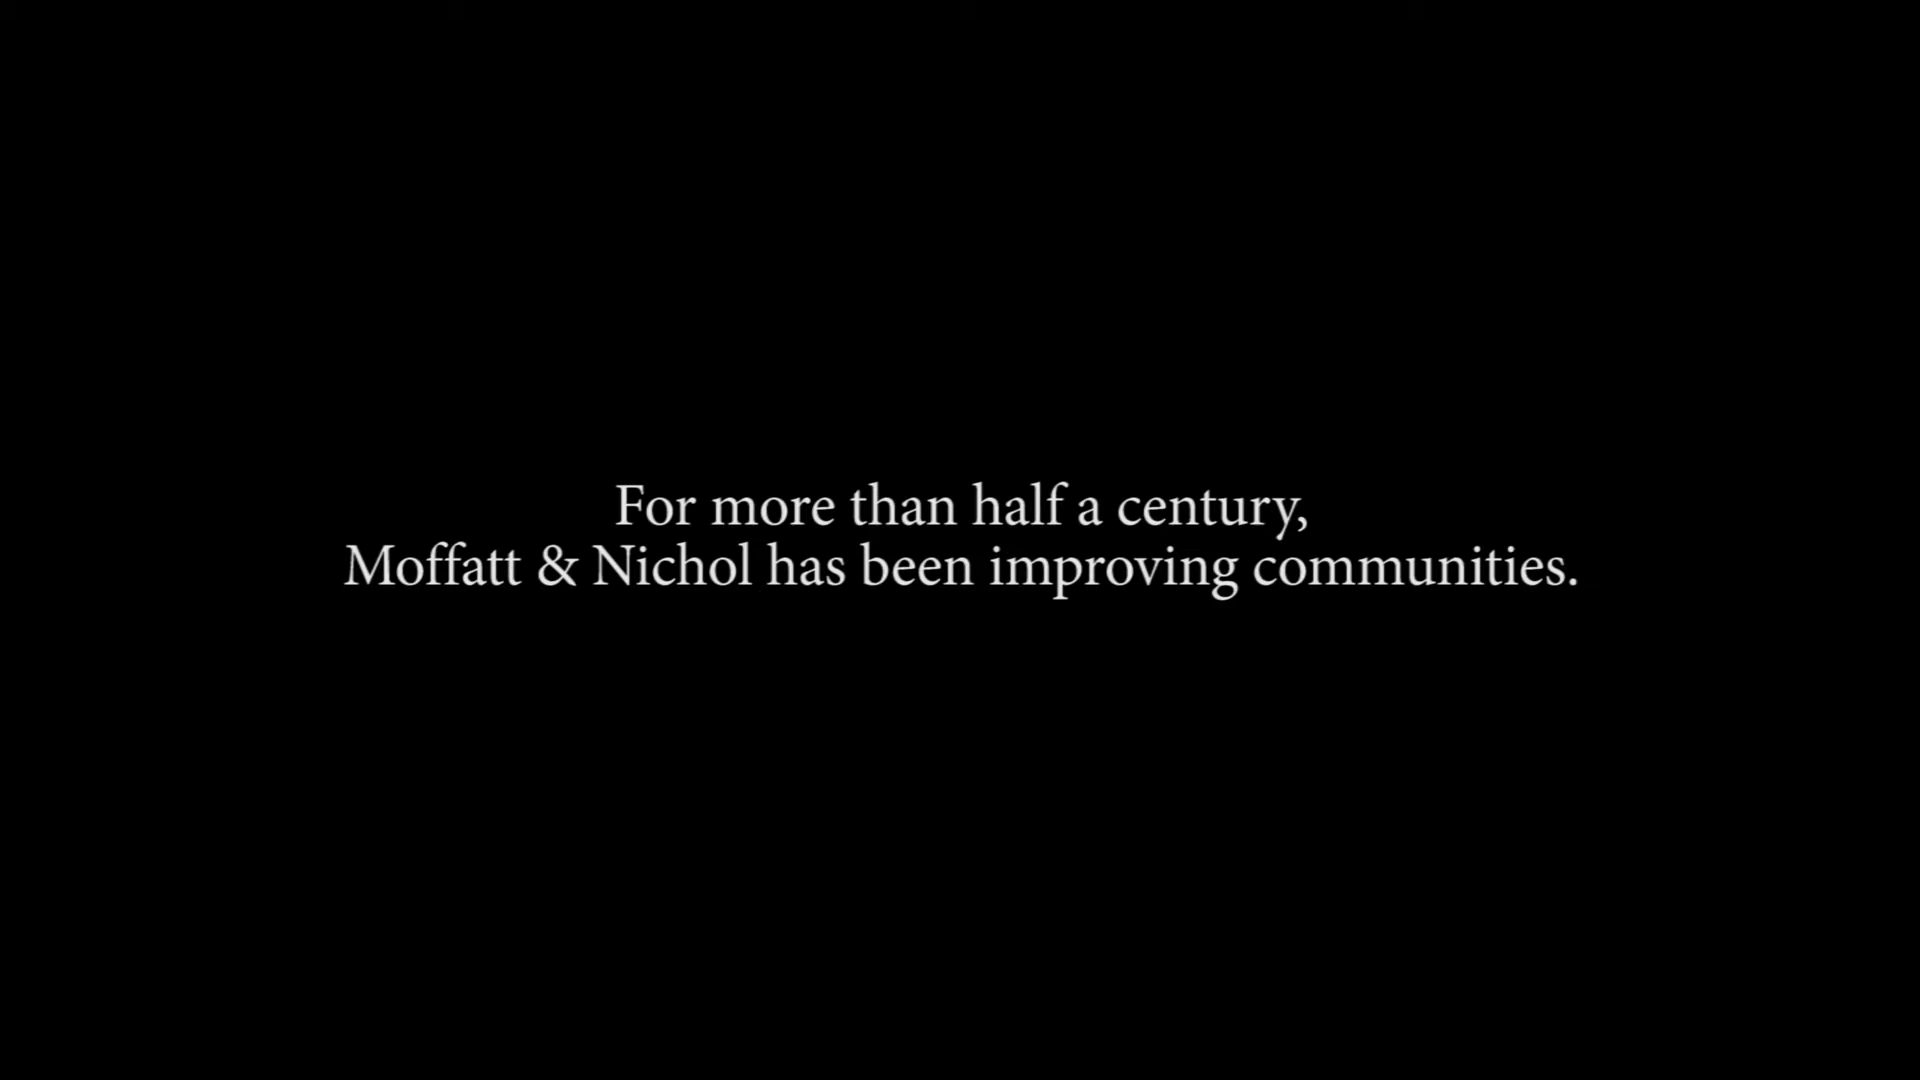 For more than half a century,
Moffatt & Nichol has been improving communities.